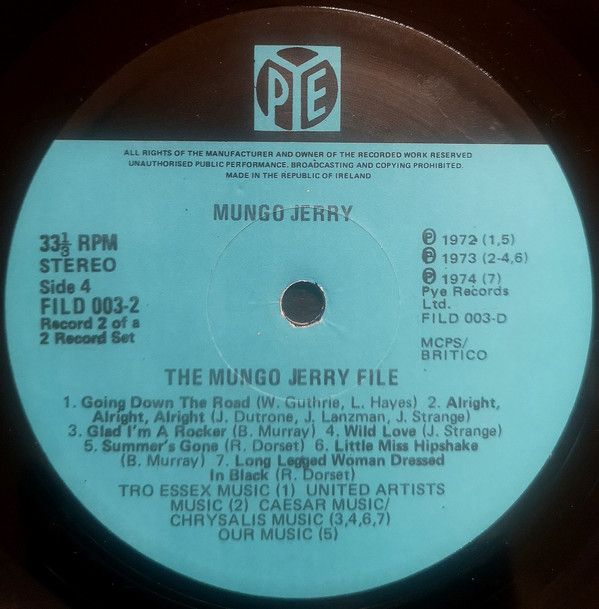 PYE
ALL RIGHTS OF THE MANUFACTURER AND OWNER OF THE RECORDED WORK RESERVED
UNAUTHORISED PUBLIC PERFORMANCE. BROADCASTING AND COPYING PROHIBITED.
MADE IN THE REPUBLIC OF IRELAND
MUNGO JERRY
33⅓ RPM
STEREO
Side 4
FILD 003-2
Record 2 of a
2 Record Set
℗ 1972 (1,5)
℗ 1973 (2-4,6)
℗ 1974 (7)
Pye Records
Ltd.
FILD 003-D
MCPS/
BRITICO
THE MUNGO JERRY FILE
1. Going Down The Road (W. Guthrie, L. Hayes) 2. Alright,
Alright, Alright (J. Dutrone, J. Lanzman, J. Strange)
3. Glad I'm A Rocker (B. Murray) 4. Wild Love (J. Strange)
5. Summer's Gone (R. Dorset) 6. Little Miss Hipshake
(B. Murray) 7. Long Legged Woman Dressed
In Black (R. Dorset)
TRO ESSEX MUSIC (1) UNITED ARTISTS
MUSIC (2) CAESAR MUSIC/
CHRYSALIS MUSIC (3,4,6,7)
OUR MUSIC (5)